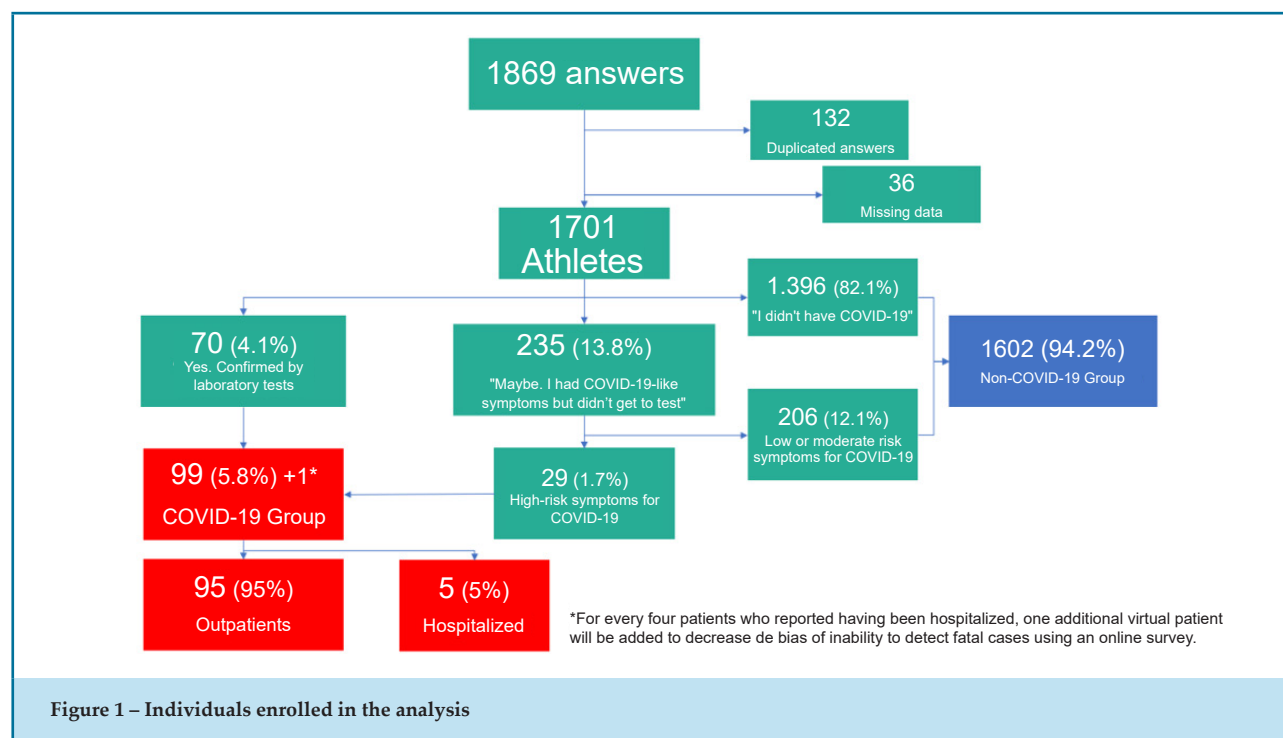 1869 answers
132
Duplicated answers
36
Missing data
1701
Athletes
1.396 (82.1%)
"I didn't have COVID-19"
70 (4.1%)
Yes. Confirmed by
laboratory tests
235 (13.8%)
"Maybe. I had COVID-19-like
symptoms but didn't get to test"
1602 (94.2%)
Non-COVID-19 Group
206 (12.1%)
Low or moderate risk
symptoms for COVID-19
99 (5.8%) +1*
COVID-19 Group
29 (1.7%)
High-risk symptoms for
COVID-19
95 (95%)
Outpatients
5 (5%)
Hospitalized
*For every four patients who reported having been hospitalized, one additional virtual patient
will be added to decrease de bias of inability to detect fatal cases using an online survey.
Figure 1 – Individuals enrolled in the analysis